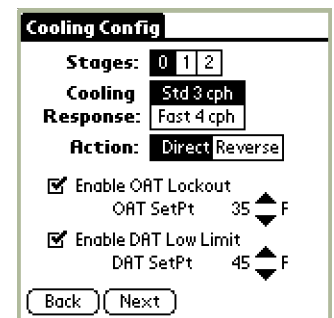 Cooling Config
Stages: 0 1 2
Cooling Std 3 cph
Response: Fast 4 cph
Action: Direct Reverse
Enable OAT Lockout
OAT SetPt 35 F
Enable DAT Low Limit
DAT SetPt 45 F
Back Next